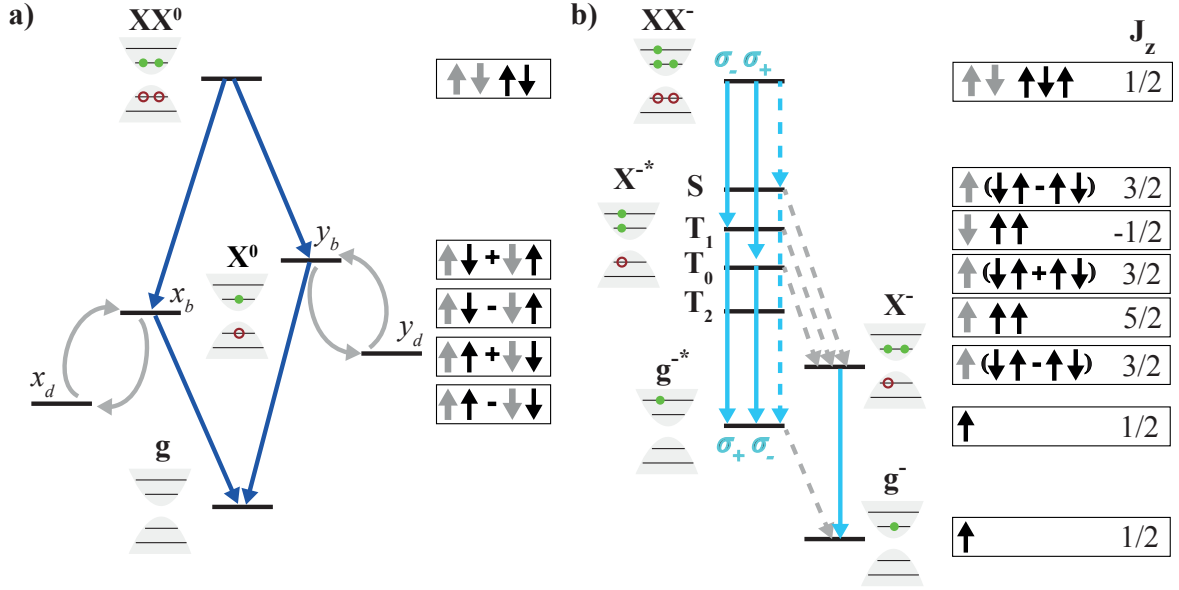 a)
XX⁰
↑↓ ↑↓
X⁰
x_b
y_b
x_d
y_d
↑↓+↓↑
↑↓-↓↑
↑↑+↓↓
↑↑-↓↓
g
b)
XX⁻
σ₋ σ₊
J_z
↑↓ ↑↓↑ 1/2
X⁻*
S
T₁
T₀
T₂
↑(↓↑-↑↓) 3/2
↓ ↑↑ -1/2
↑(↓↑+↑↓) 3/2
↑ ↑↑ 5/2
X⁻
↑(↓↑-↑↓) 3/2
g⁻*
σ₊ σ₋
↑ 1/2
g⁻
↑ 1/2